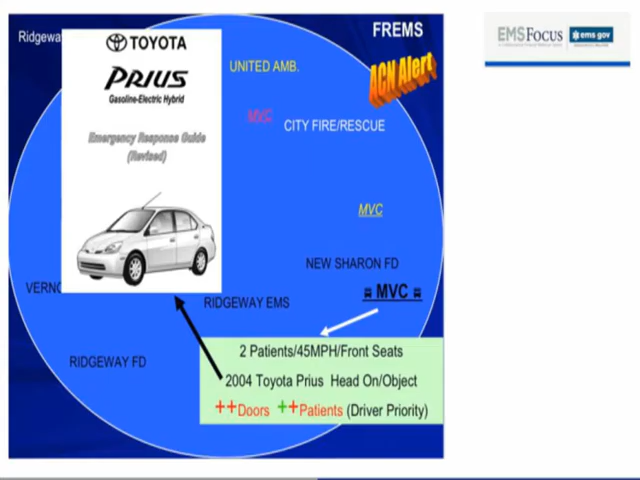 Ridgeway
FREMS
TOYOTA
PRIUS
Gasoline-Electric Hybrid
Emergency Response Guide
(Revised)
UNITED AMB.
ACN Alert
MVC
CITY FIRE/RESCUE
MVC
NEW SHARON FD
MVC
RIDGEWAY EMS
RIDGEWAY FD
2 Patients/45MPH/Front Seats
2004 Toyota Prius Head On/Object
++Doors ++Patients (Driver Priority)
EMSFocus
ems.gov